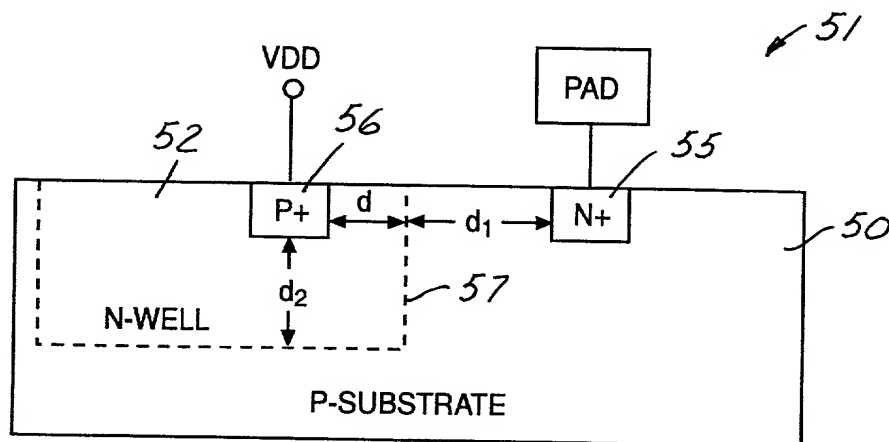 51
VDD
PAD
52
56
55
P+
d
d1
N+
50
d2
57
N-WELL
P-SUBSTRATE